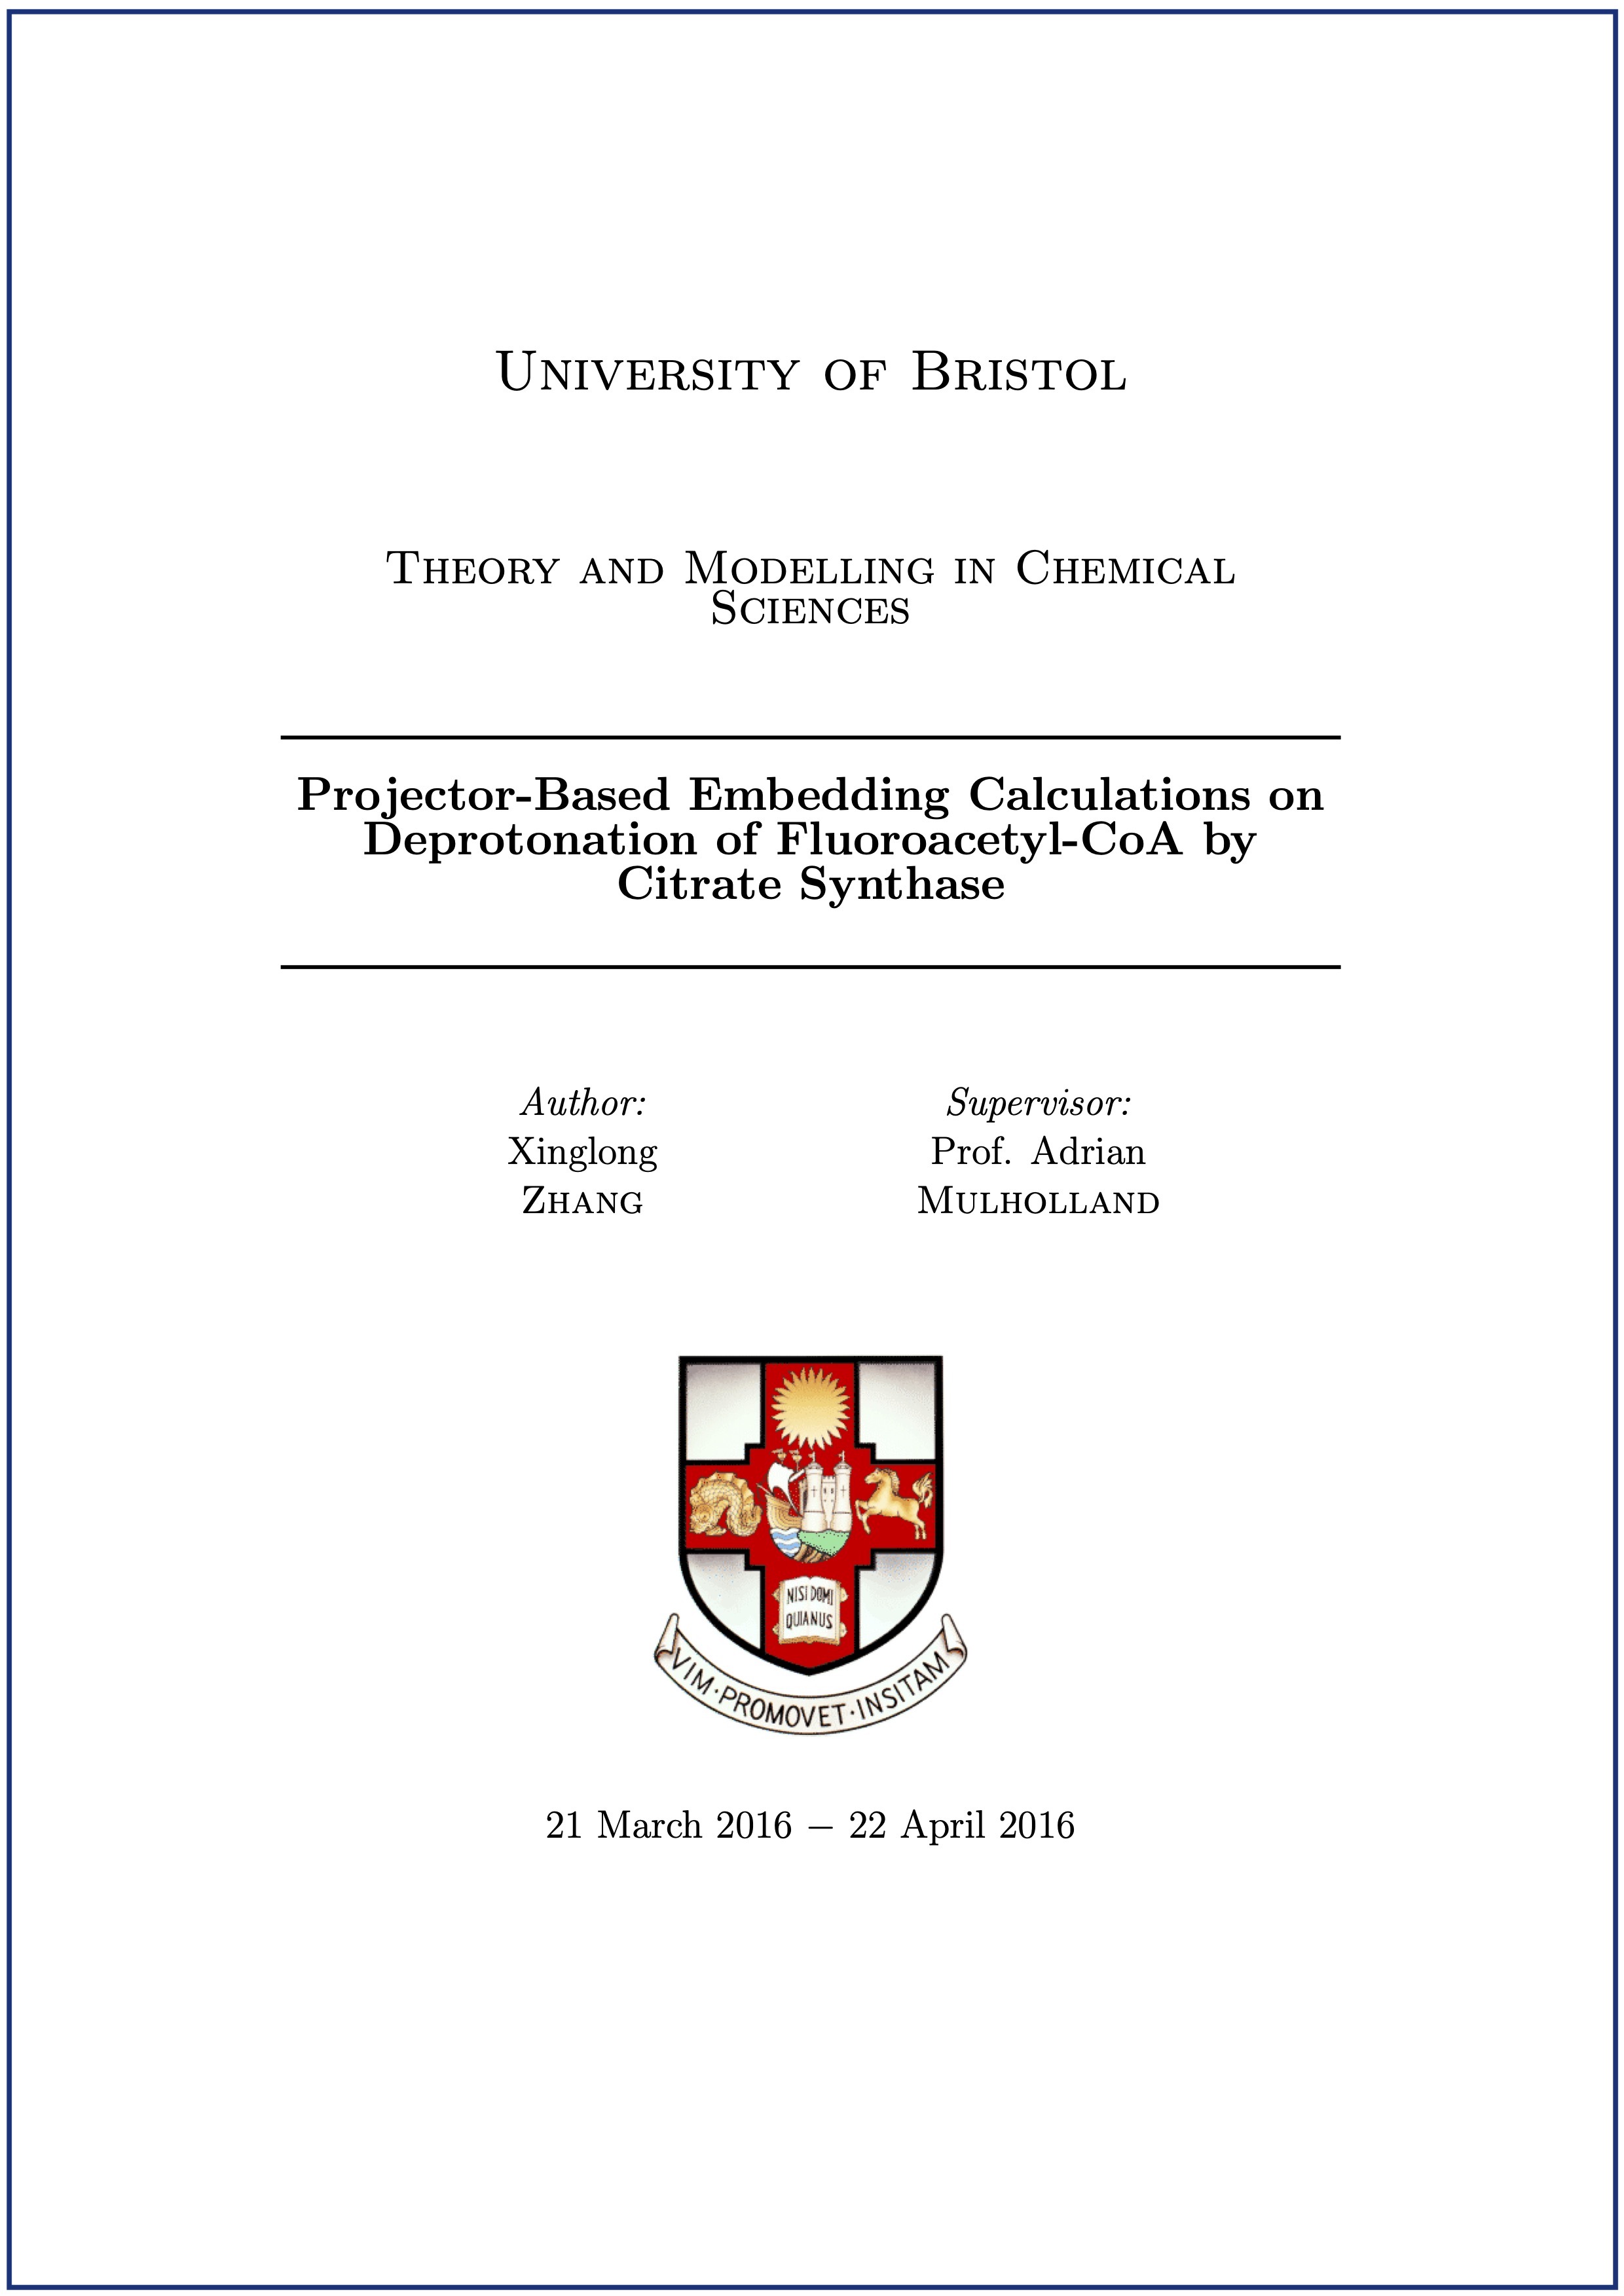 University of Bristol
Theory and Modelling in Chemical
Sciences
Projector-Based Embedding Calculations on
Deprotonation of Fluoroacetyl-CoA by
Citrate Synthase
Author:
Xinglong
Zhang
Supervisor:
Prof. Adrian
Mulholland
NISI DOMI
QUIANUS
VIM·PROMOVET·INSITAM
21 March 2016 – 22 April 2016